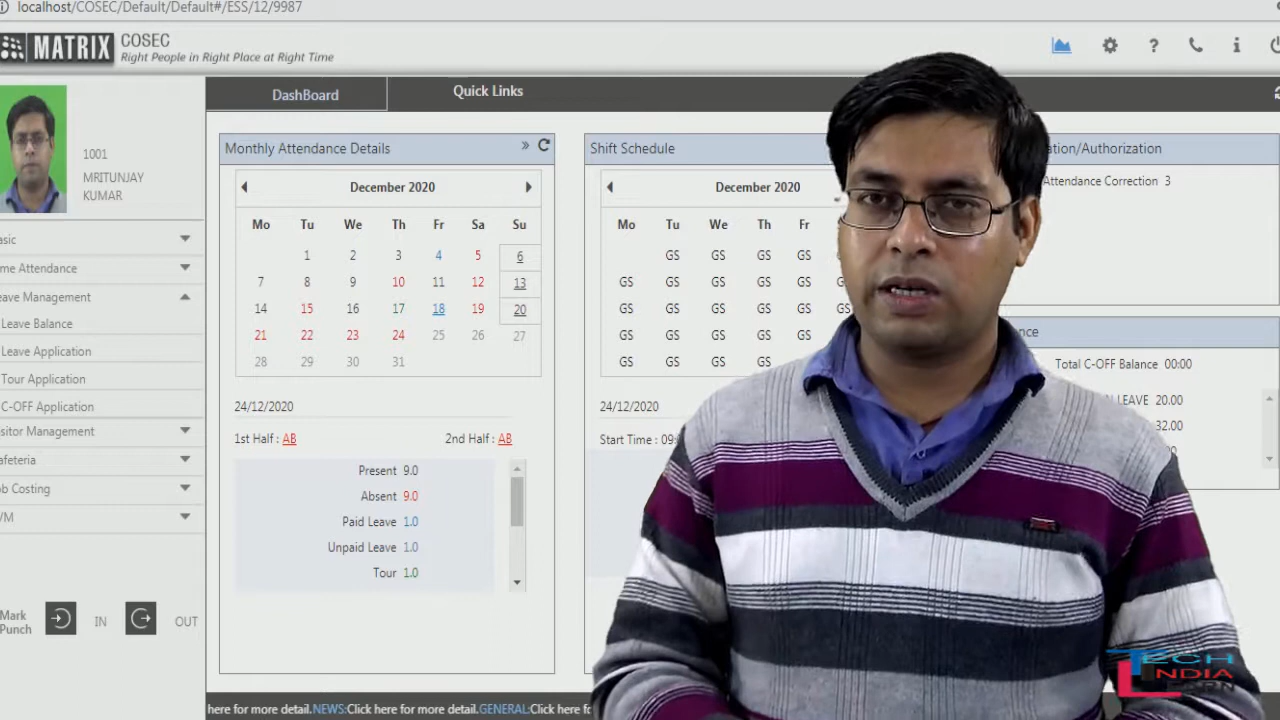 localhost/COSEC/Default/Default#/ESS/12/9987
MATRIX
COSEC
Right People in Right Place at Right Time
1001
MRITUNJAY
KUMAR
asic
me Attendance
eave Management
Leave Balance
Leave Application
Tour Application
C-OFF Application
sitor Management
afeteria
b Costing
Mark
Punch
IN
OUT
DashBoard
Quick Links
Monthly Attendance Details
December 2020
Mo Tu We Th Fr Sa Su
1 2 3 4 5 6
7 8 9 10 11 12 13
14 15 16 17 18 19 20
21 22 23 24 25 26 27
28 29 30 31
24/12/2020
1st Half : AB 2nd Half : AB
Present 9.0
Absent 9.0
Paid Leave 1.0
Unpaid Leave 1.0
Tour 1.0
Shift Schedule
December 2020
Mo Tu We Th Fr
GS GS GS GS
GS GS GS GS GS
GS GS GS GS GS
GS GS GS GS GS
GS GS GS
24/12/2020
Start Time : 09:
ation/Authorization
Attendance Correction 3
nce
Total C-OFF Balance 00:00
LEAVE 20.00
32.00
here for more detail.NEWS:Click here for more detail.GENERAL:Click here fo
TECH
INDIA
LEARN